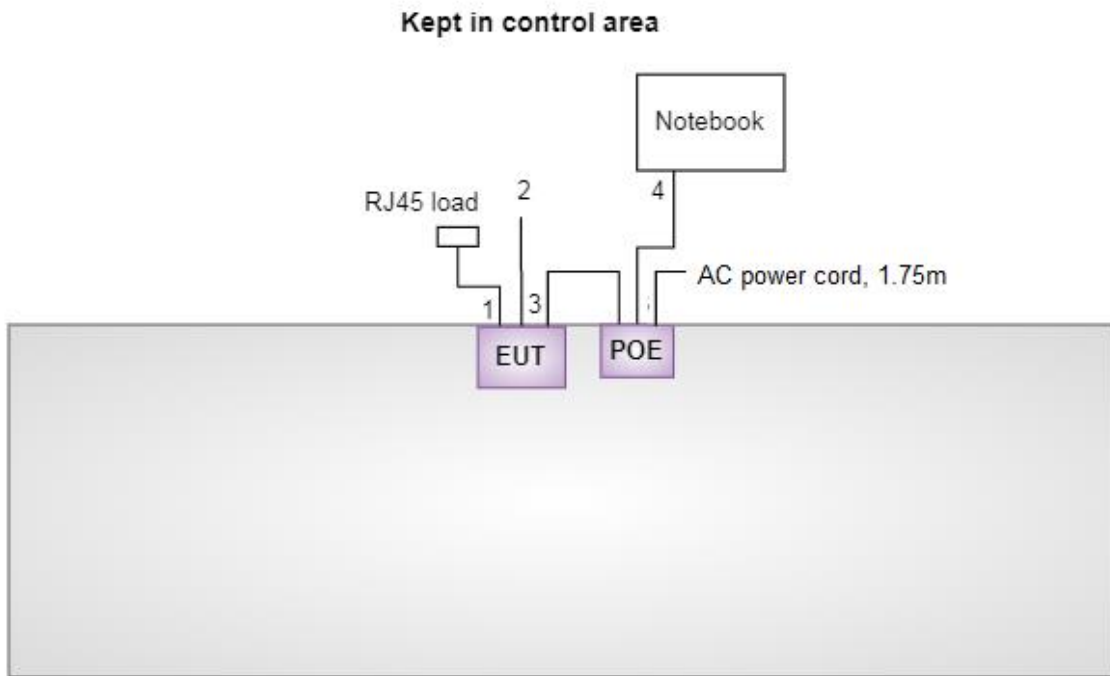 Kept in control area
Notebook
RJ45 load
2
4
AC power cord, 1.75m
1
3
EUT
POE